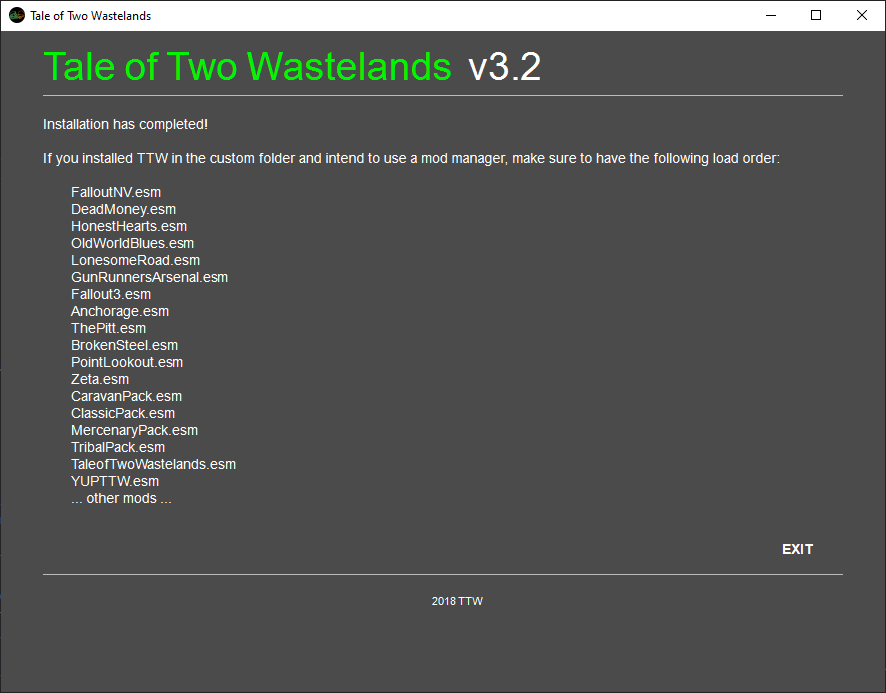 Tale of Two Wastelands
Tale of Two Wastelands v3.2
Installation has completed!
If you installed TTW in the custom folder and intend to use a mod manager, make sure to have the following load order:
FalloutNV.esm
DeadMoney.esm
HonestHearts.esm
OldWorldBlues.esm
LonesomeRoad.esm
GunRunnersArsenal.esm
Fallout3.esm
Anchorage.esm
ThePitt.esm
BrokenSteel.esm
PointLookout.esm
Zeta.esm
CaravanPack.esm
ClassicPack.esm
MercenaryPack.esm
TribalPack.esm
TaleofTwoWastelands.esm
YUPTTW.esm
... other mods ...
EXIT
2018 TTW